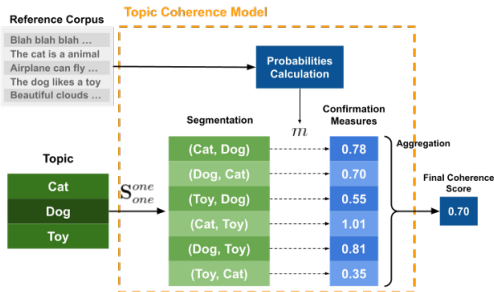 Reference Corpus
Topic Coherence Model
Blah blah blah ...
The cat is a animal
Airplane can fly ...
The dog likes a toy
Beautiful clouds ...
Probabilities
Calculation
Segmentation
m
Confirmation
Measures
Aggregation
Topic
Cat
Dog
Toy
S one one
(Cat, Dog)
0.78
(Dog, Cat)
0.70
(Toy, Dog)
0.55
(Cat, Toy)
1.01
(Dog, Toy)
0.81
(Toy, Cat)
0.35
Final Coherence
Score
0.70